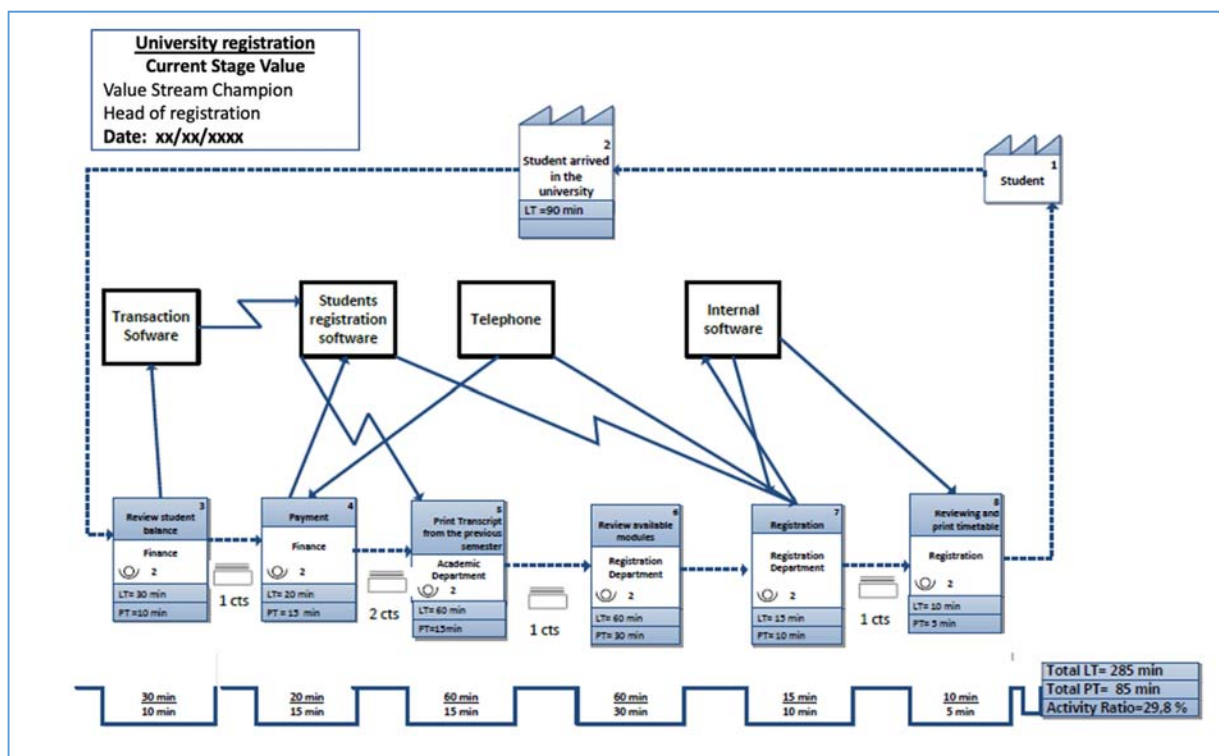 University registration
Current Stage Value
Value Stream Champion
Head of registration
Date: xx/xx/xxxx
2
Student arrived
in the
university
LT =90 min
1
Student
Transaction
Sofware
Students
registration
software
Telephone
Internal
software
3
Review student
balance
Finance
2
LT= 30 min
PT =10 min
1 cts
4
Payment
Finance
2
LT= 20 min
PT = 15 min
2 cts
5
Print Transcript
from the previous
semester
Academic
Department
2
LT= 60 min
PT=15min
1 cts
6
Review available
modules
Registration
Department
2
LT= 60 min
PT= 30 min
7
Registration
Registration
Department
2
LT= 15 min
PT= 10 min
1 cts
8
Reviewing and
print timetable
Registration
2
LT= 10 min
PT= 5 min
30 min
10 min
20 min
15 min
60 min
15 min
60 min
30 min
15 min
10 min
10 min
5 min
Total LT= 285 min
Total PT= 85 min
Activity Ratio=29,8 %